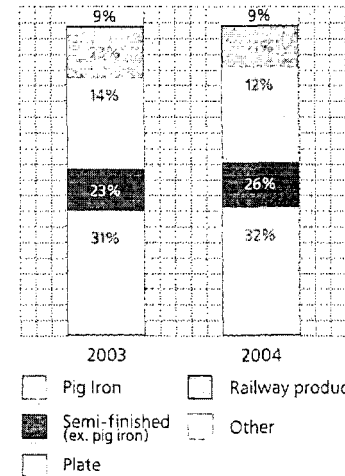 9% 9%
14% 12%
23% 26%
31% 32%
2003 2004
Pig Iron Railway produc
Semi-finished Other
(ex. pig iron)
Plate